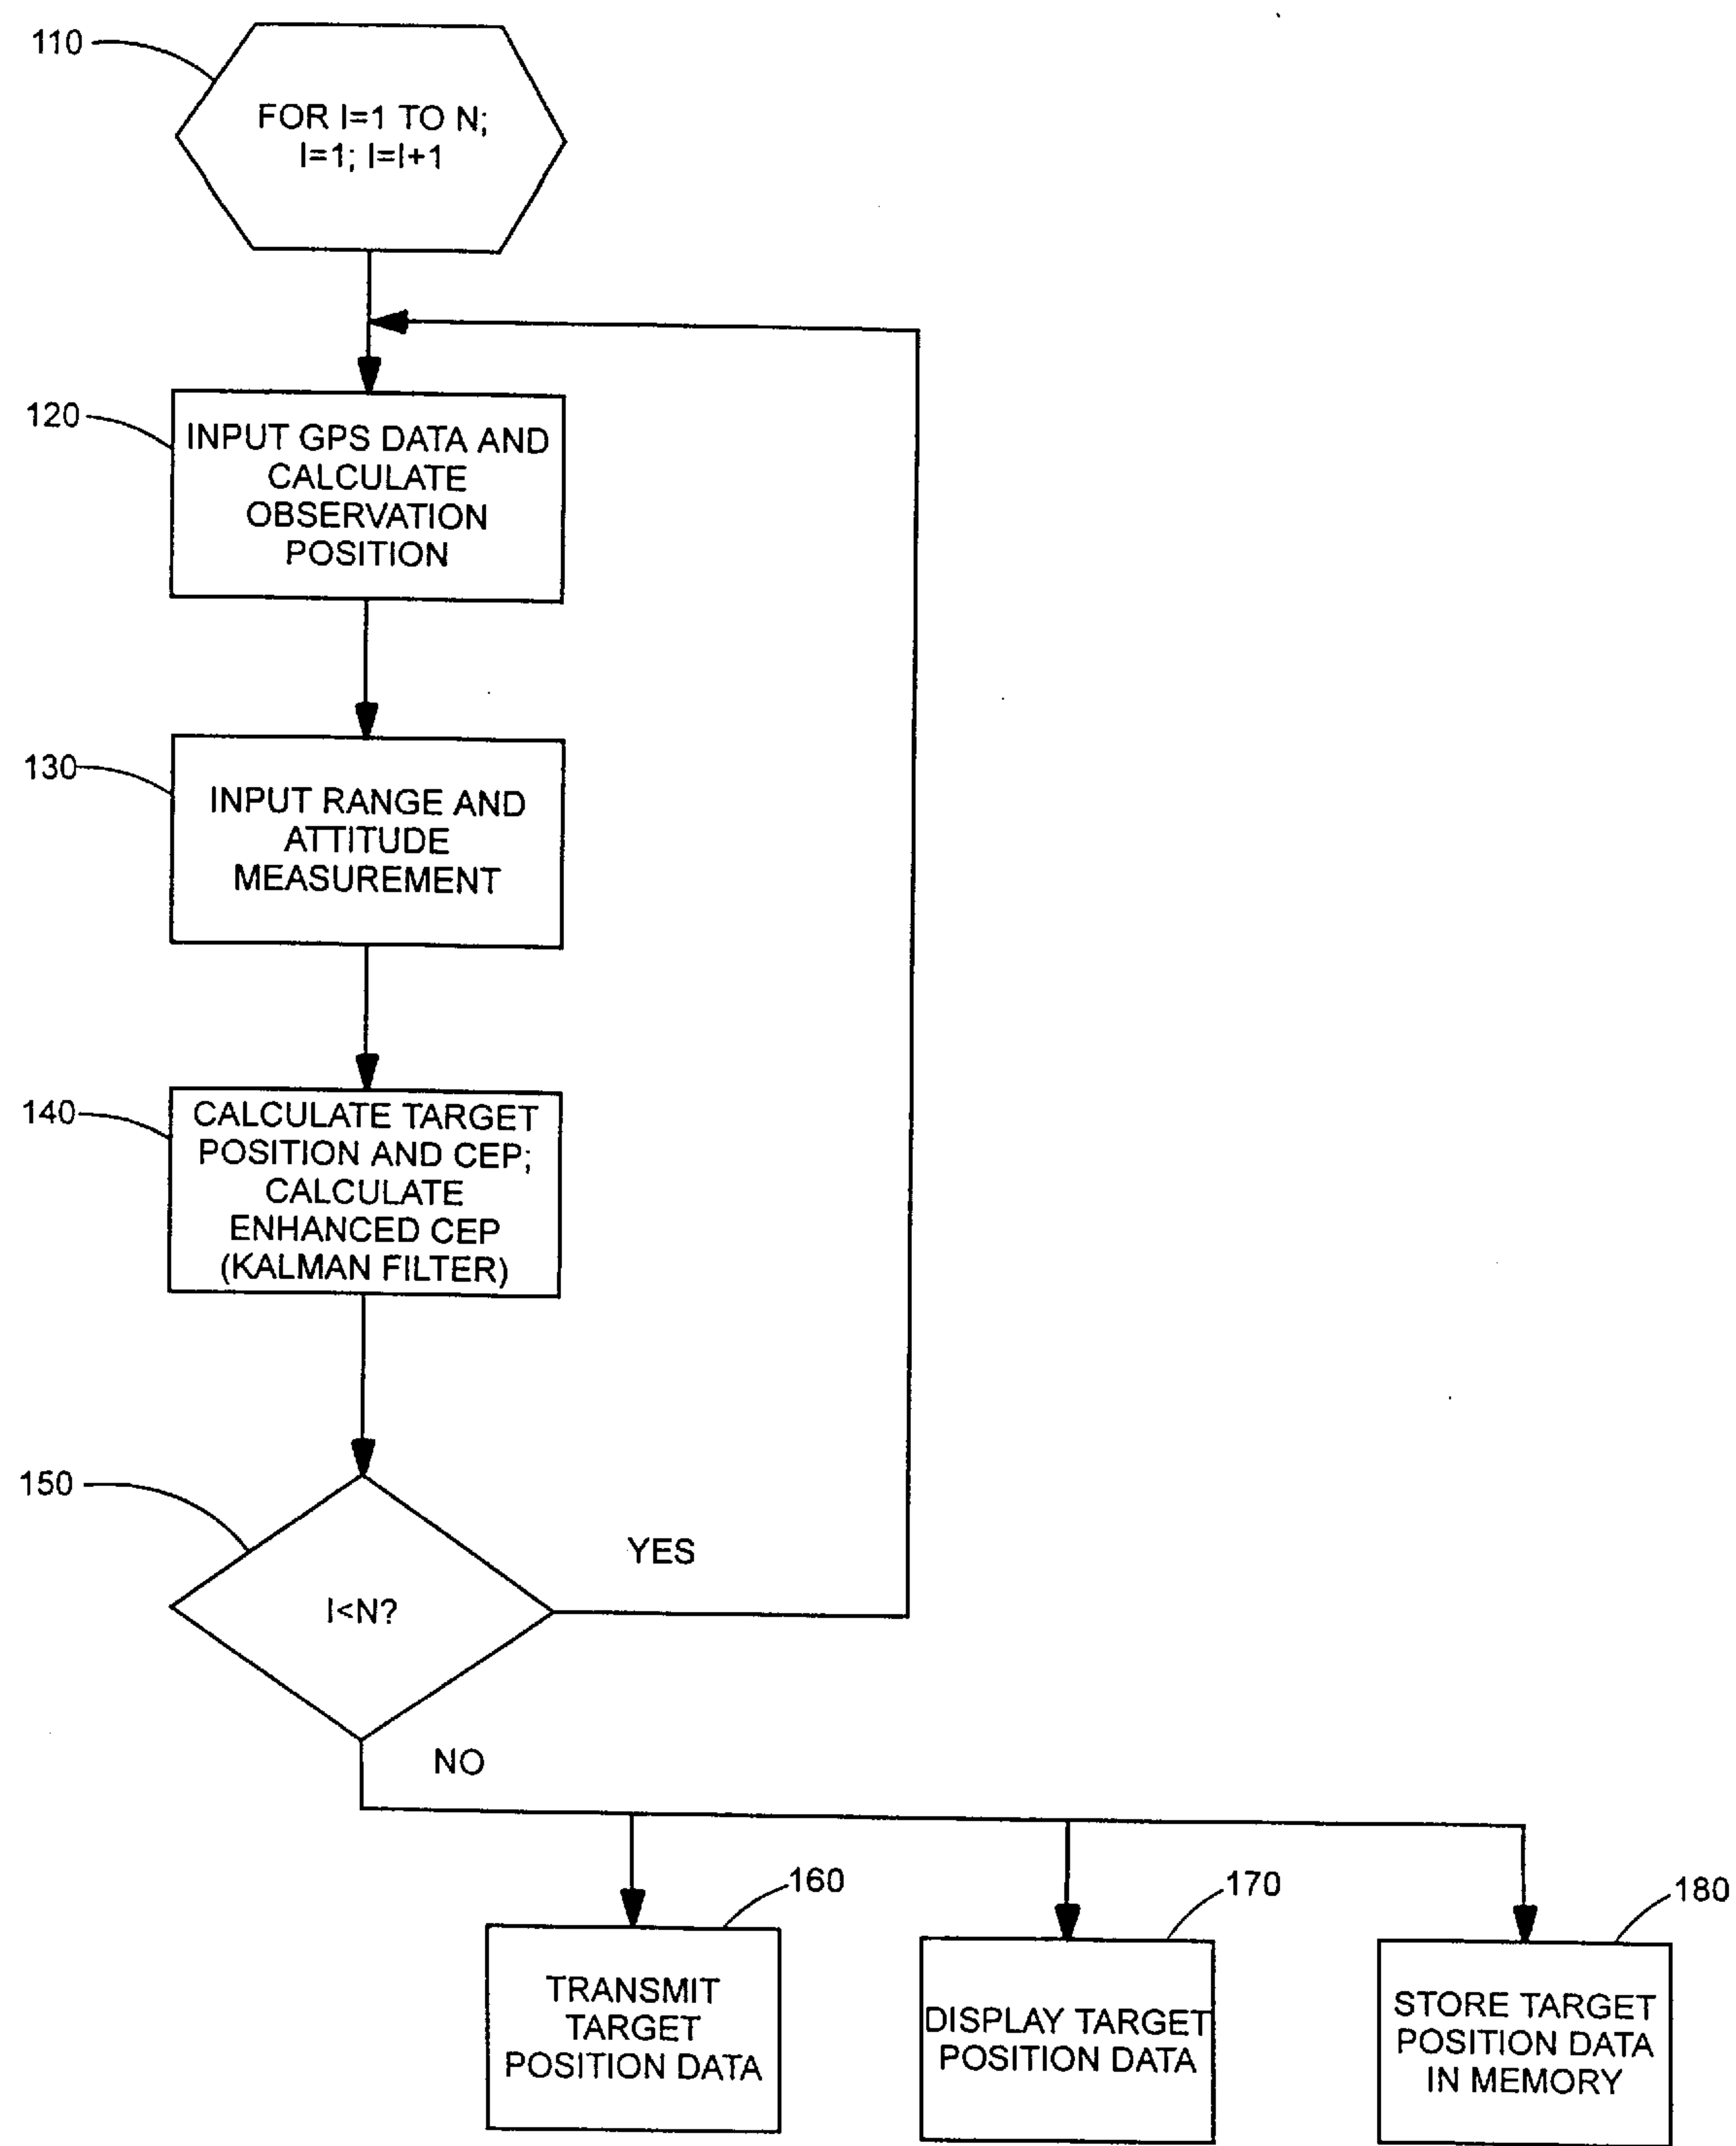 110
FOR I=1 TO N;
I=1; I=I+1
120
INPUT GPS DATA AND
CALCULATE
OBSERVATION
POSITION
130
INPUT RANGE AND
ATTITUDE
MEASUREMENT
140
CALCULATE TARGET
POSITION AND CEP;
CALCULATE
ENHANCED CEP
(KALMAN FILTER)
150
I<N?
YES
NO
160
TRANSMIT
TARGET
POSITION DATA
170
DISPLAY TARGET
POSITION DATA
180
STORE TARGET
POSITION DATA
IN MEMORY